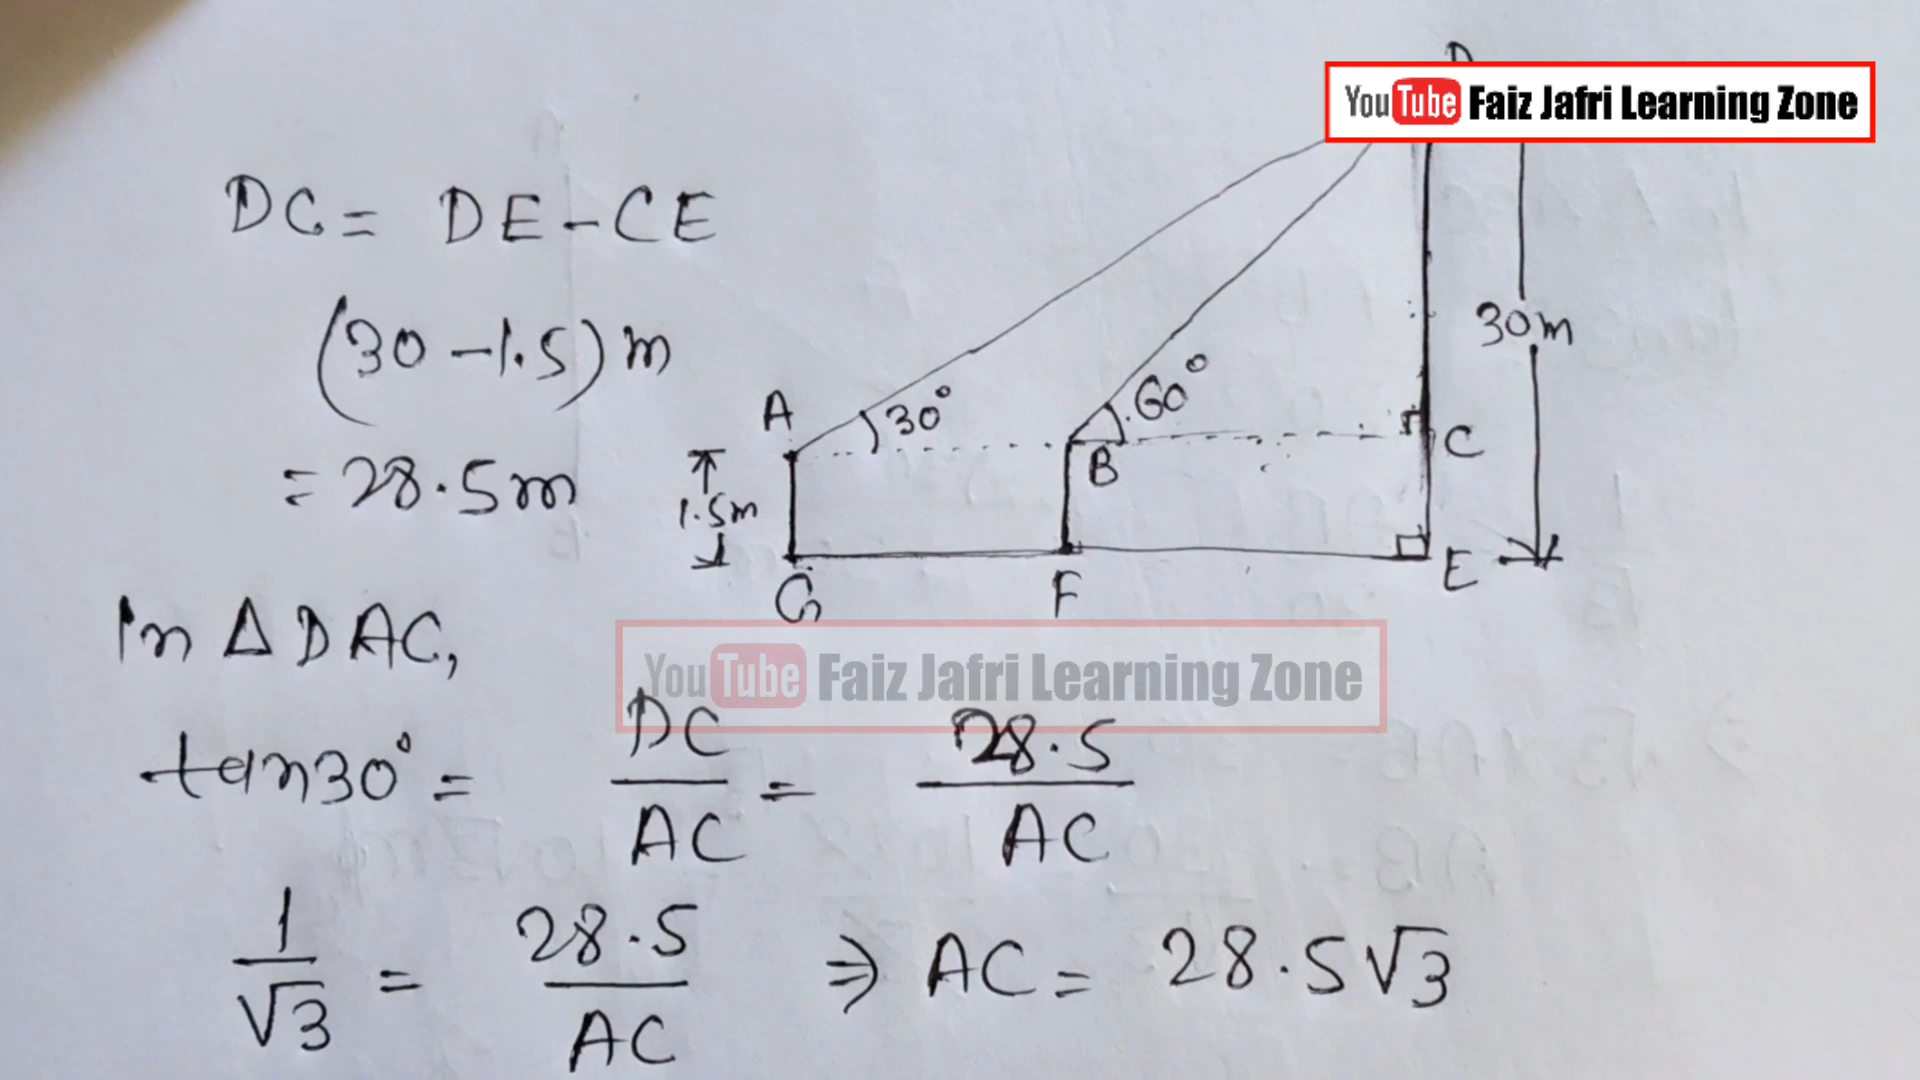 D
YouTube Faiz Jafri Learning Zone
DC = DE - CE
(30 - 1.5) m
= 28.5m
30m
A
30°
60°
B
C
1.5m
G
F
E
In Δ DAC,
YouTube Faiz Jafri Learning Zone
tan30° = DC/AC = 28.5/AC
1/√3 = 28.5/AC ⇒ AC = 28.5√3